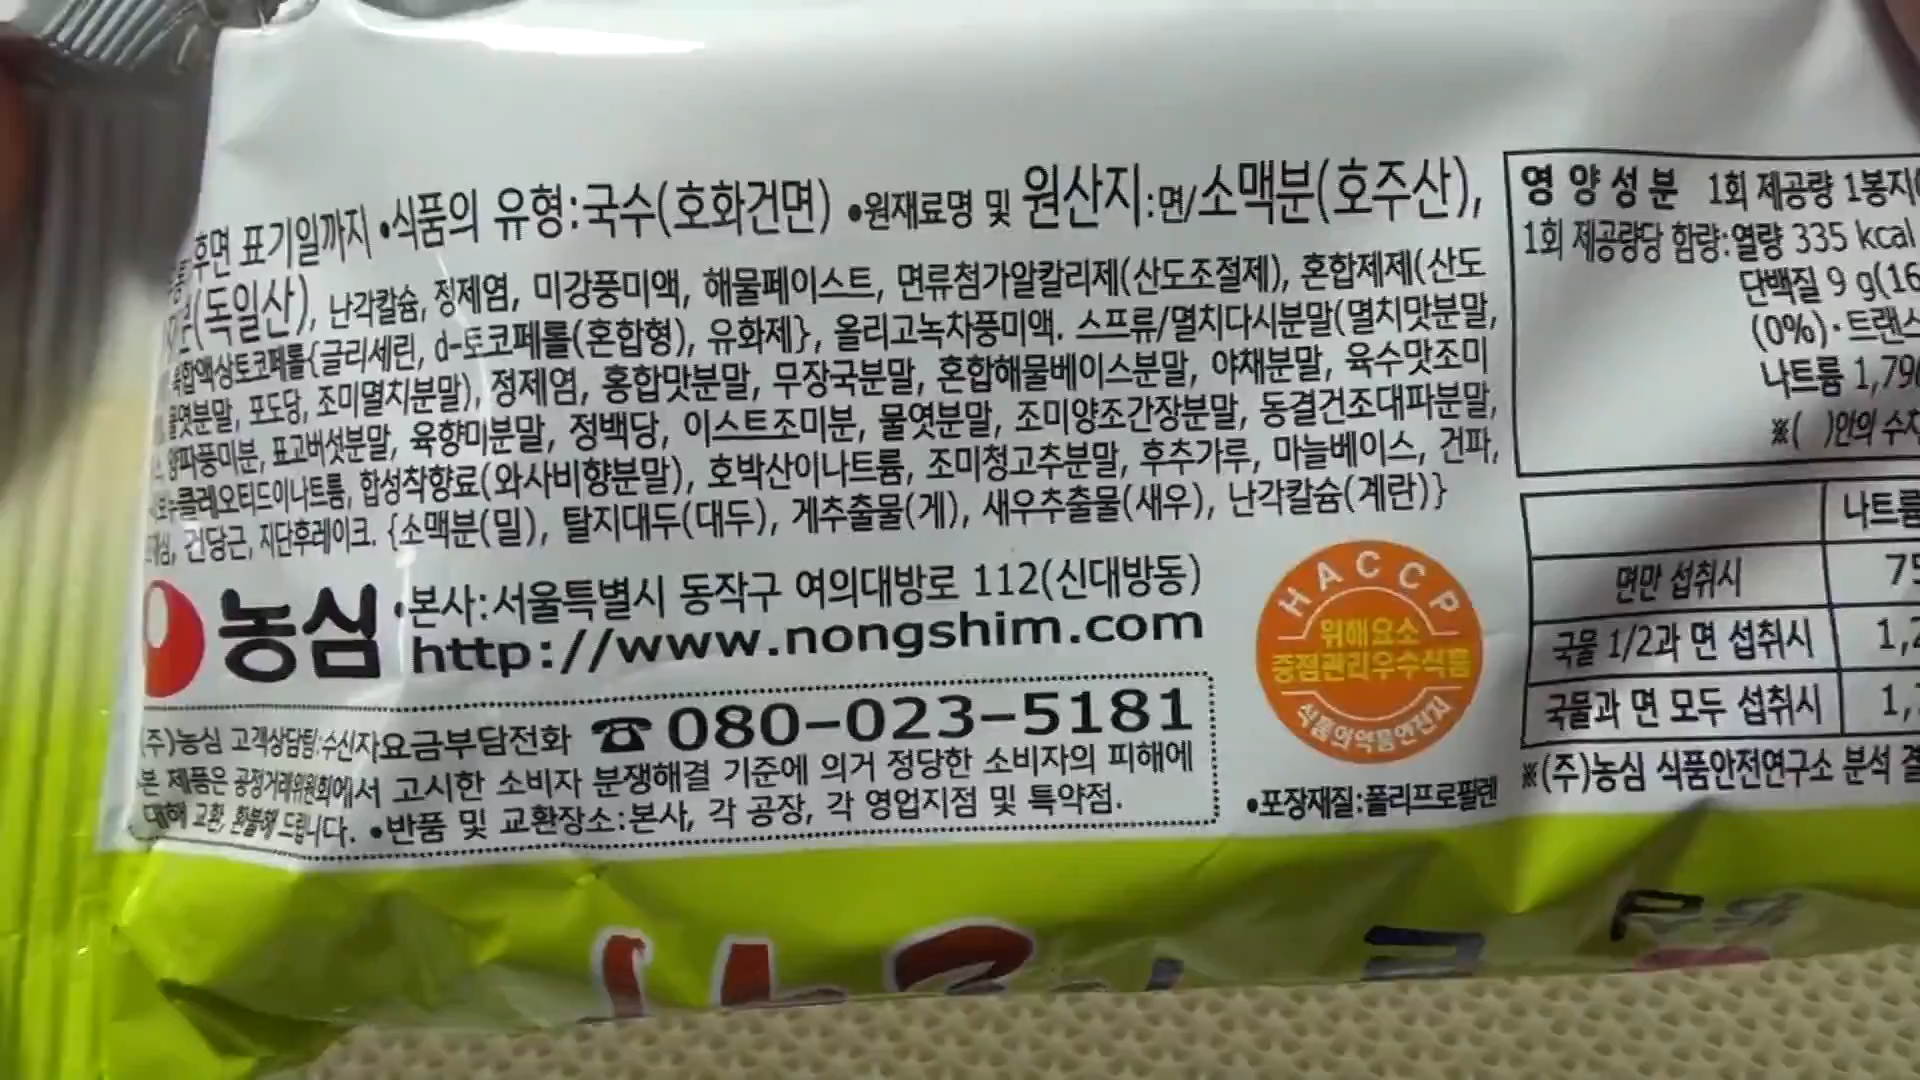 후면 표기일까지 •식품의 유형:국수(호화건면) •원재료명 및 원산지:면/소맥분(호주산),
(독일산), 난각칼슘, 정제염, 미강풍미액, 해물페이스트, 면류첨가알칼리제(산도조절제), 혼합제제(산도
합액상토코페롤{글리세린, d-토코페롤(혼합형), 유화제}, 올리고녹차풍미액. 스프류/멸치다시분말(멸치맛분말,
물엿분말, 포도당, 조미멸치분말), 정제염, 홍합맛분말, 무장국분말, 혼합해물베이스분말, 야채분말, 육수맛조미
양파풍미분, 표고버섯분말, 육향미분말, 정백당, 이스트조미분, 물엿분말, 조미양조간장분말, 동결건조대파분말,
뉴클레오티드이나트륨, 합성착향료(와사비향분말), 호박산이나트륨, 조미청고추분말, 후추가루, 마늘베이스, 건파,
건당근, 지단후레이크. {소맥분(밀), 탈지대두(대두), 게추출물(게), 새우추출물(새우), 난각칼슘(계란)}
농심 •본사:서울특별시 동작구 여의대방로 112(신대방동)
http://www.nongshim.com
(주)농심 고객상담팀:수신자요금부담전화 ☎080-023-5181
본 제품은 공정거래위원회에서 고시한 소비자 분쟁해결 기준에 의거 정당한 소비자의 피해에
대해 교환, 환불해 드립니다. •반품 및 교환장소:본사, 각 공장, 각 영업지점 및 특약점.
HACCP
위해요소
중점관리우수식품
식품의약품안전처
•포장재질:폴리프로필렌
영양성분 1회 제공량 1봉지(
1회 제공량당 함량:열량 335 kcal
단백질 9 g(16
(0%)·트랜스
나트륨 1,79
※( )안의 수치
나트륨
면만 섭취시 75
국물 1/2과 면 섭취시 1,2
국물과 면 모두 섭취시 1,
※(주)농심 식품안전연구소 분석 결